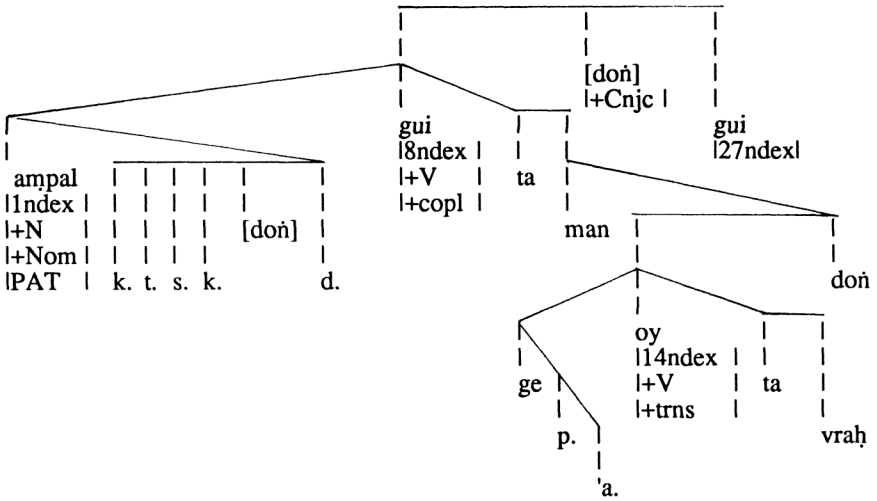 [doṅ]
|+Cnjc |
gui gui
|8ndex | |27ndex|
aṃpal |+V | ta
|1ndex | |+copl |
|+N | [doṅ] man
|+Nom |
|PAT | k. t. s. k. d. doṅ
oy
|14ndex |
ge |+V | ta
|+trns |
p. vraḥ
'a.